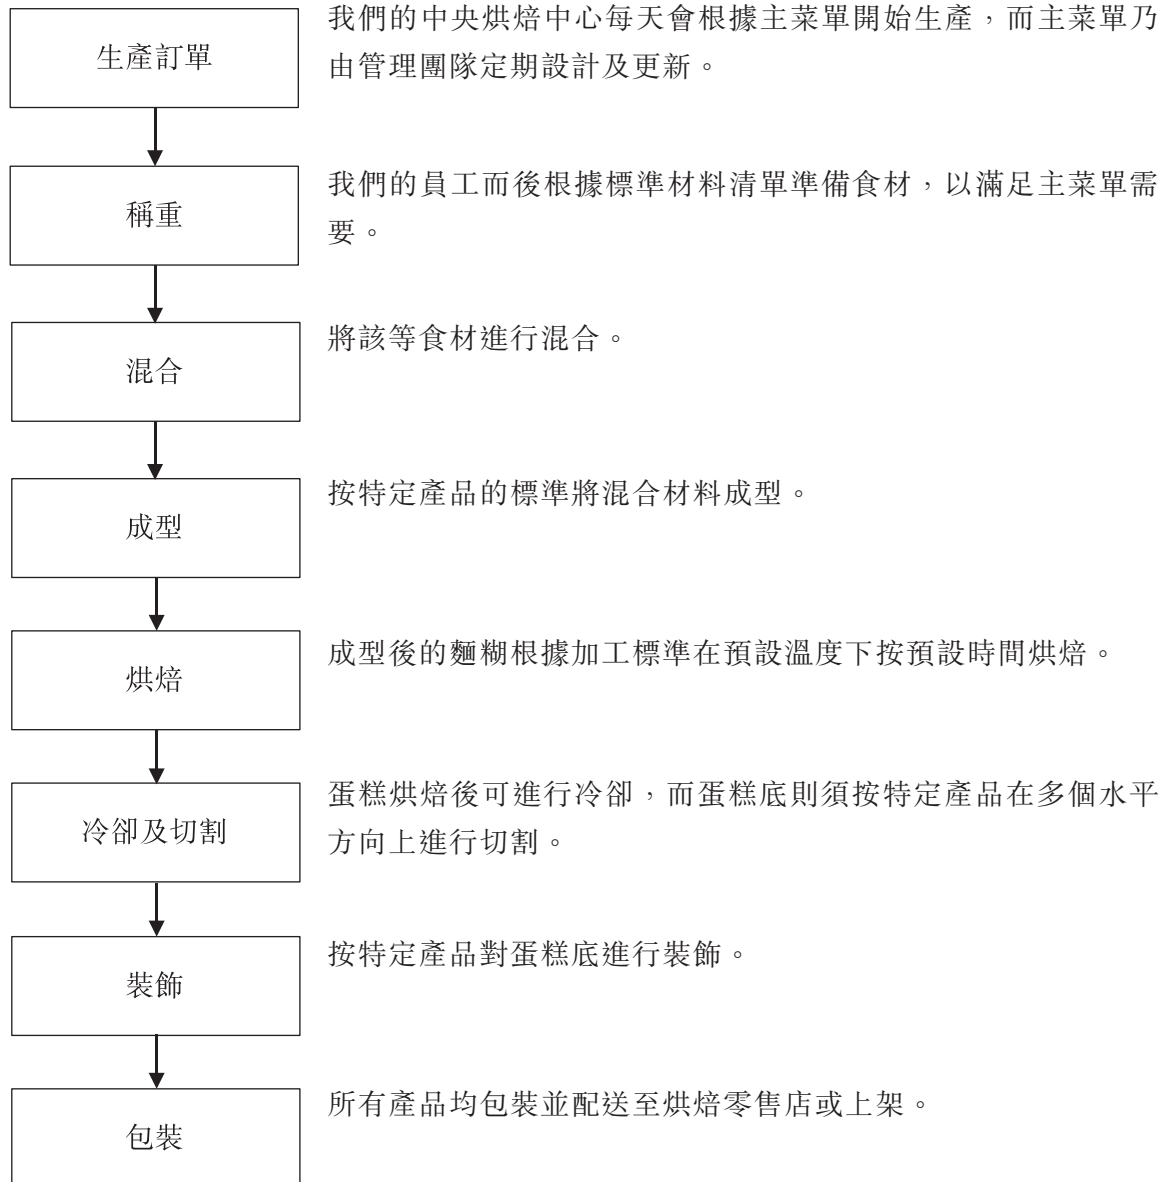 生產訂單
我們的中央烘焙中心每天會根據主菜單開始生產，而主菜單乃
由管理團隊定期設計及更新。
稱重
我們的員工而後根據標準材料清單準備食材，以滿足主菜單需
要。
混合
將該等食材進行混合。
成型
按特定產品的標準將混合材料成型。
烘焙
成型後的麵糊根據加工標準在預設溫度下按預設時間烘焙。
冷卻及切割
蛋糕烘焙後可進行冷卻，而蛋糕底則須按特定產品在多個水平
方向上進行切割。
裝飾
按特定產品對蛋糕底進行裝飾。
包裝
所有產品均包裝並配送至烘焙零售店或上架。